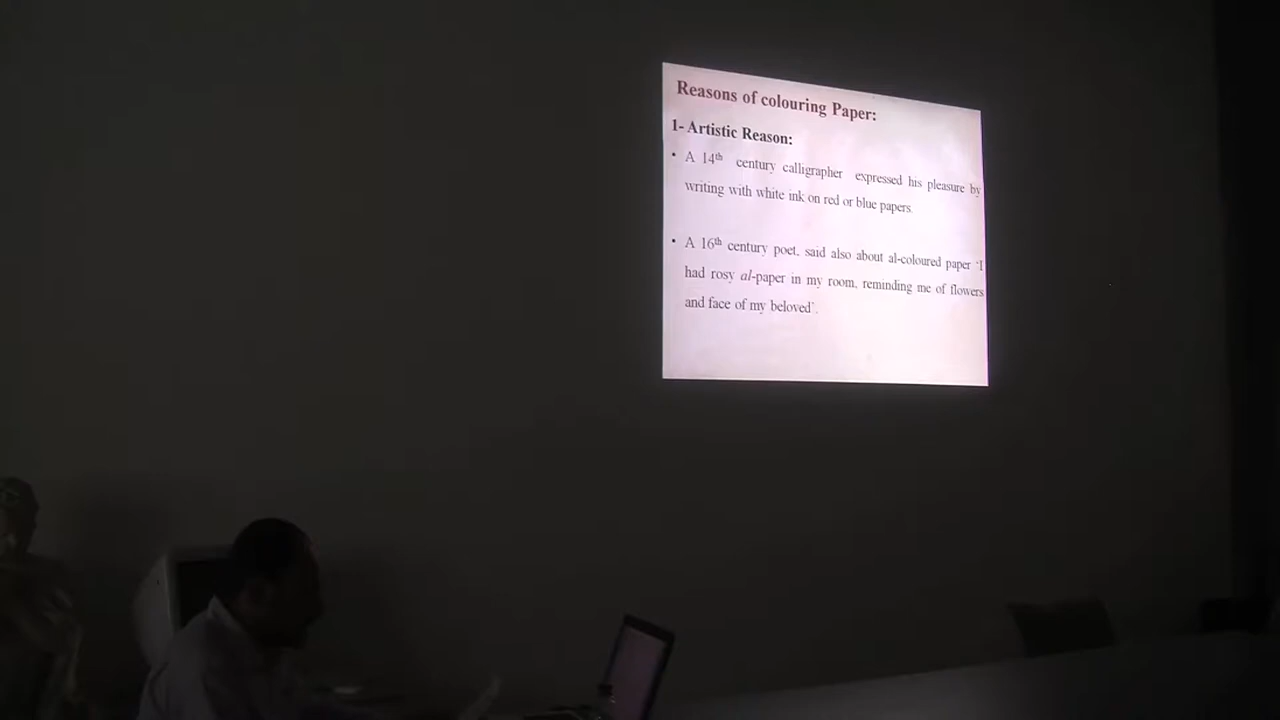 Reasons of colouring Paper:
1- Artistic Reason:
• A 14th century calligrapher expressed his pleasure by
writing with white ink on red or blue papers.
• A 16th century poet, said also about al-coloured paper ‘I
had rosy al-paper in my room, reminding me of flowers
and face of my beloved’.